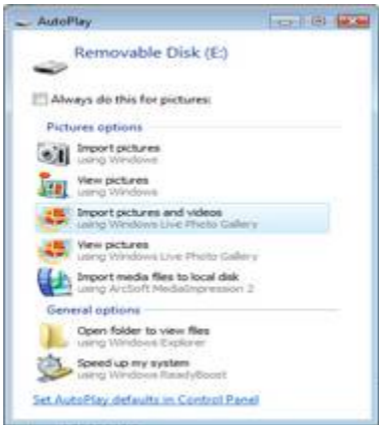 AutoPlay
Removable Disk (E:)
Always do this for pictures:
Pictures options
Import pictures
using Windows
View pictures
using Windows
Import pictures and videos
using Windows Live Photo Gallery
View pictures
using Windows Live Photo Gallery
Import media files to local disk
using ArcSoft MediaImpression 2
General options
Open folder to view files
using Windows Explorer
Speed up my system
using Windows ReadyBoost
Set AutoPlay defaults in Control Panel